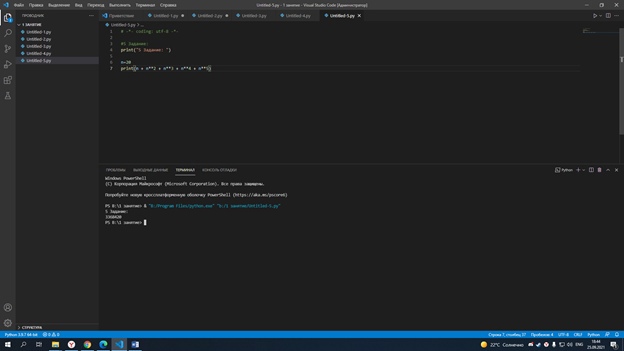 Файл Правка Выделение Вид Переход Выполнить Терминал Справка
Untitled-5.py - 1 занятие - Visual Studio Code [Администратор]
ПРОВОДНИК
Приветствие Untitled-1.py Untitled-2.py Untitled-3.py Untitled-4.py Untitled-5.py
1 ЗАНЯТИЕ
Untitled-1.py
Untitled-2.py
Untitled-3.py
Untitled-4.py
Untitled-5.py
Untitled-5.py > ...
1 # -*- coding: utf-8 -*-
2
3 #5 Задание:
4 print("5 Задание: ")
5
6 n=20
7 print(n + n**2 + n**3 + n**4 + n**5)
ПРОБЛЕМЫ ВЫХОДНЫЕ ДАННЫЕ ТЕРМИНАЛ КОНСОЛЬ ОТЛАДКИ
Python
Windows PowerShell
(C) Корпорация Майкрософт (Microsoft Corporation). Все права защищены.
Попробуйте новую кроссплатформенную оболочку PowerShell (https://aka.ms/pscore6)
PS D:\1 занятие> & "D:/Program Files/python.exe" "d:/1 занятие/Untitled-5.py"
5 Задание:
3368420
PS D:\1 занятие>
СТРУКТУРА
Python 3.9.7 64-bit 0 0
Строка 7, столбец 37 Пробелов: 4 UTF-8 CRLF Python
22°C Солнечно
ENG
18:44